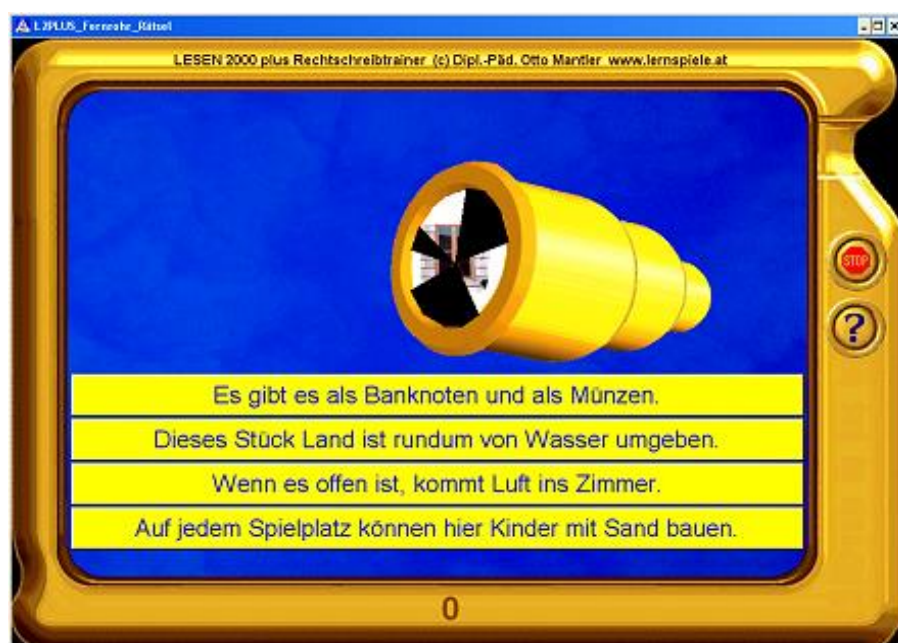 L2PLUS_Fernrohr_Rätsel
LESEN 2000 plus Rechtschreibtrainer (c) Dipl.-Päd. Otto Mantler www.lernspiele.at
STOP
?
Es gibt es als Banknoten und als Münzen.
Dieses Stück Land ist rundum von Wasser umgeben.
Wenn es offen ist, kommt Luft ins Zimmer.
Auf jedem Spielplatz können hier Kinder mit Sand bauen.
0